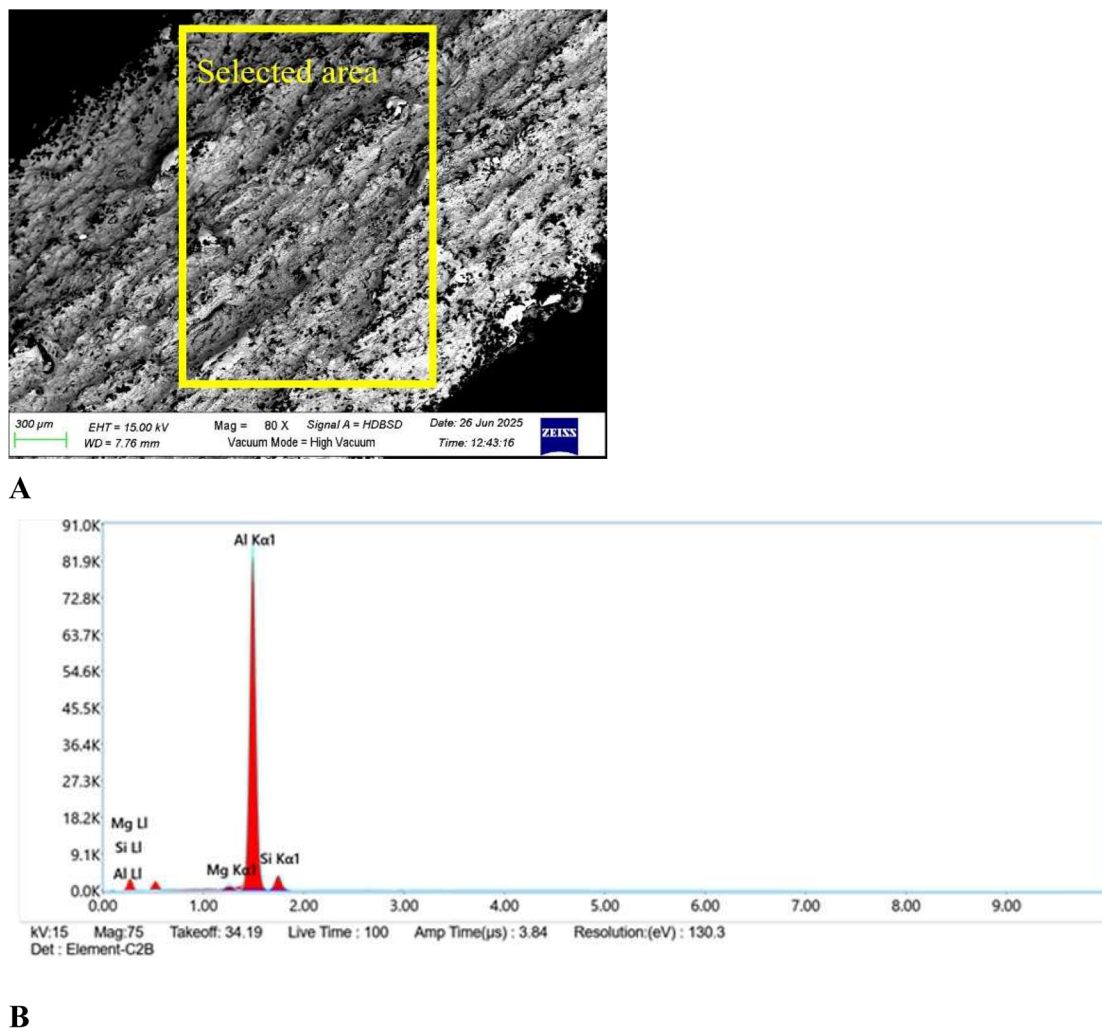 Selected area
300 µm
EHT = 15.00 kV
WD = 7.76 mm
Mag = 80 X
Signal A = HDBSD
Vacuum Mode = High Vacuum
Date: 26 Jun 2025
Time: 12:43:16
ZEISS
A
91.0K
81.9K
72.8K
63.7K
54.6K
45.5K
36.4K
27.3K
18.2K
9.1K
0.0K
Al Kα1
Mg Ll
Si Ll
Al Ll
Mg Kα1
Si Kα1
0.00 1.00 2.00 3.00 4.00 5.00 6.00 7.00 8.00 9.00
kV:15 Mag:75 Takeoff: 34.19 Live Time : 100 Amp Time(µs) : 3.84 Resolution:(eV) : 130.3
Det : Element-C2B
B